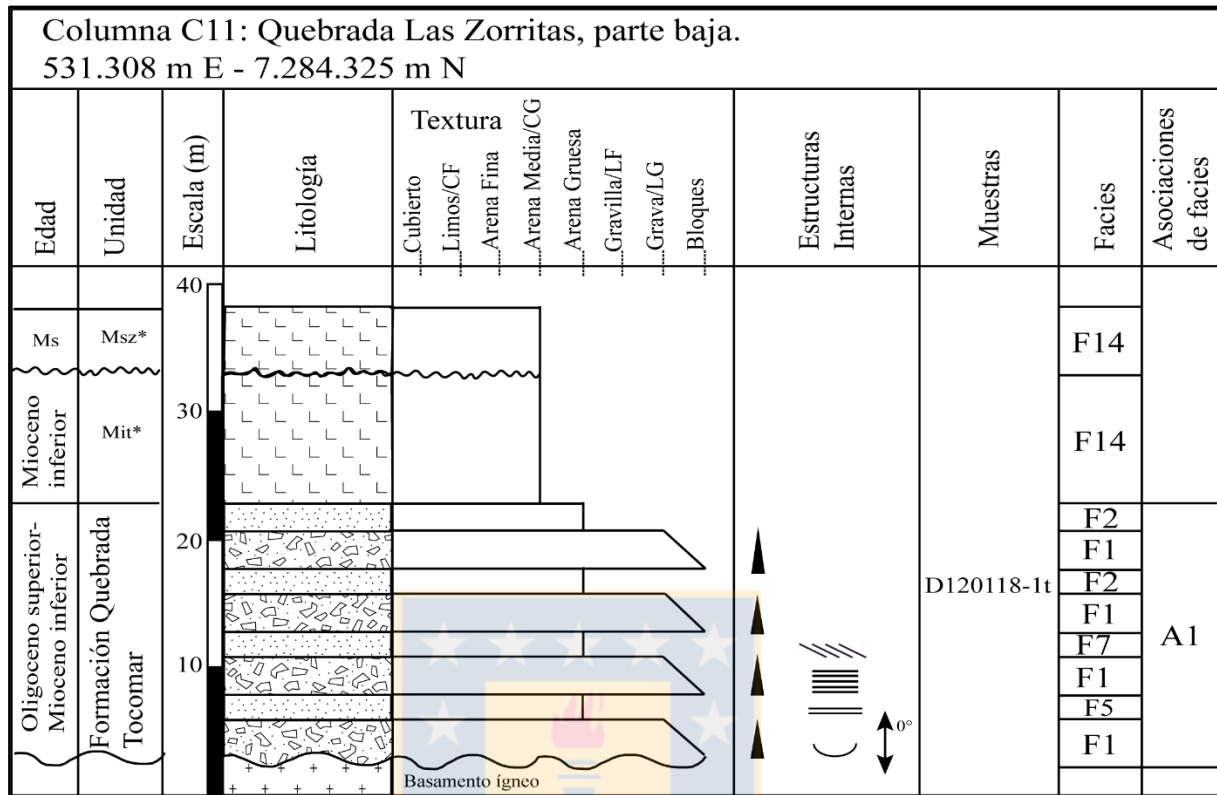 Columna C11: Quebrada Las Zorritas, parte baja.
531.308 m E - 7.284.325 m N
Edad
Unidad
Escala (m)
Litología
Textura
Cubierto
Limos/CF
Arena Fina
Arena Media/CG
Arena Gruesa
Gravilla/LF
Grava/LG
Bloques
Estructuras
Internas
Muestras
Facies
Asociaciones
de facies
40
Ms
Msz*
F14
30
Mioceno
inferior
Mit*
F14
Oligoceno superior-
Mioceno inferior
Formación Quebrada
Tocomar
20
10
F2
F1
F2
D120118-1t
F1
F7
A1
F1
F5
0°
F1
Basamento ígneo